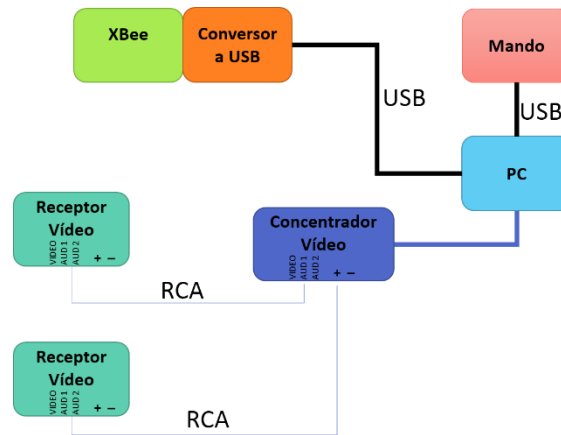 XBee
Conversor
a USB
Mando
USB
USB
PC
Receptor
Vídeo
VIDEO
AUD 1
AUD 2
+ −
Concentrador
Vídeo
VIDEO
AUD 1
AUD 2
+ −
RCA
Receptor
Vídeo
VIDEO
AUD 1
AUD 2
+ −
RCA